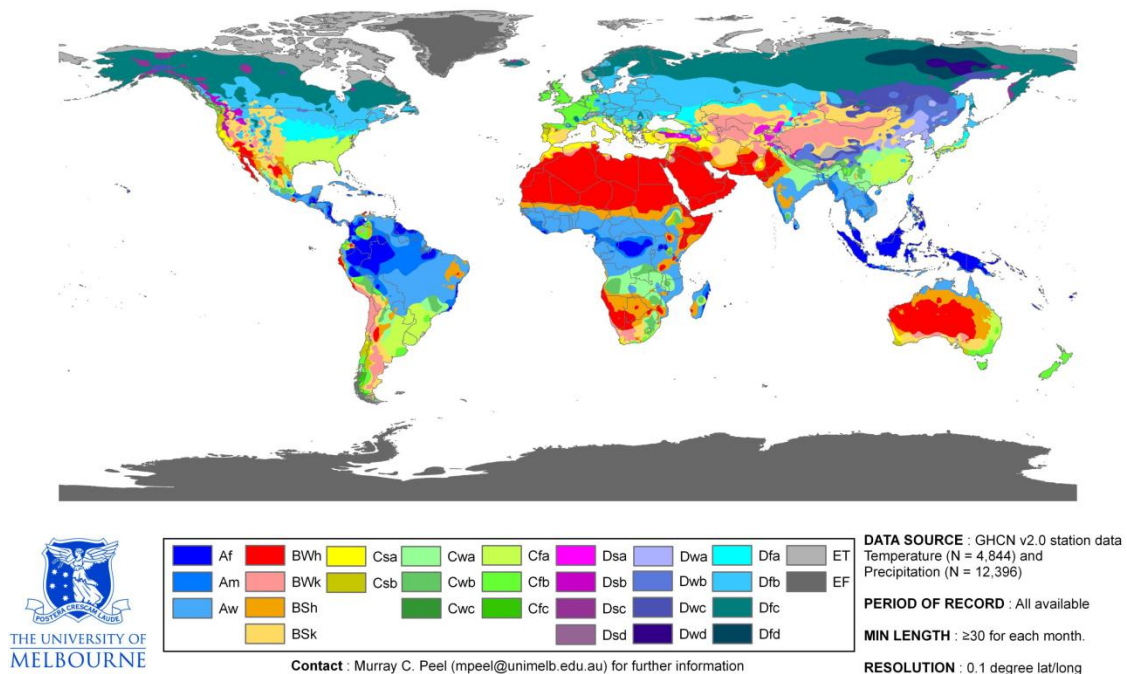 Af
Am
Aw
BWh
BWk
BSh
BSk
Csa
Csb
Cwa
Cwb
Cwc
Cfa
Cfb
Cfc
Dsa
Dsb
Dsc
Dsd
Dwa
Dwb
Dwc
Dwd
Dfa
Dfb
Dfc
Dfd
ET
EF
POSTERA CRESCAM LAUDE
THE UNIVERSITY OF
MELBOURNE
Contact : Murray C. Peel (mpeel@unimelb.edu.au) for further information
DATA SOURCE : GHCN v2.0 station data
Temperature (N = 4,844) and
Precipitation (N = 12,396)
PERIOD OF RECORD : All available
MIN LENGTH : ≥30 for each month.
RESOLUTION : 0.1 degree lat/long